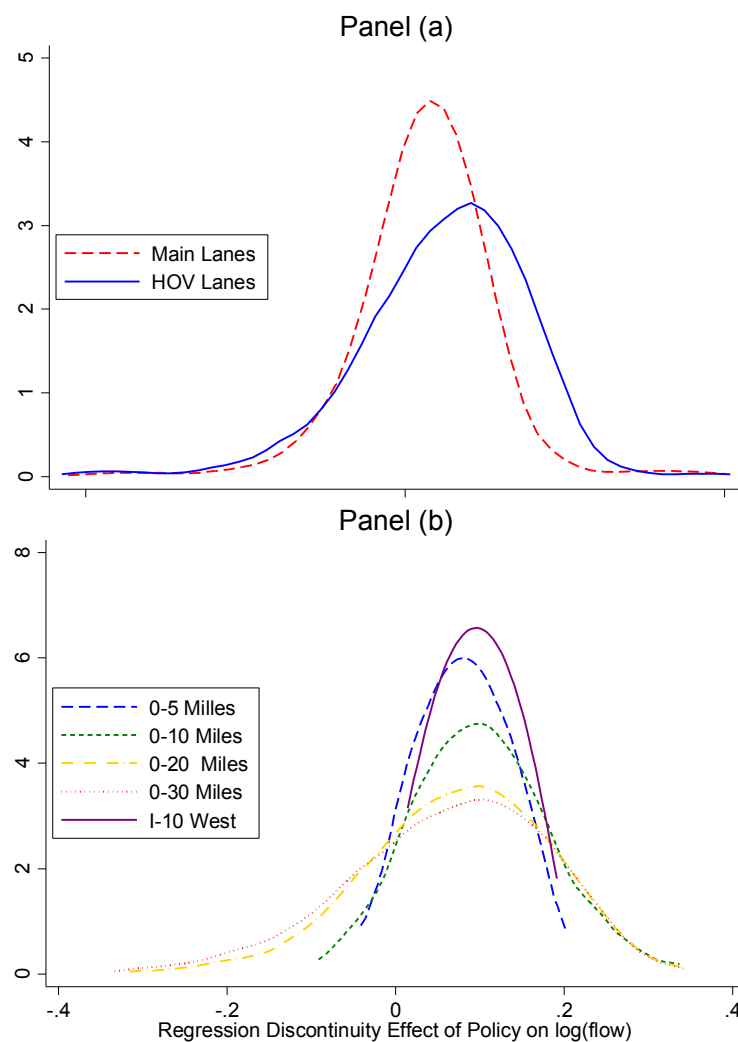 Panel (a)
5
4
3
2
1
0
Main Lanes
HOV Lanes
Panel (b)
8
6
4
2
0
0-5 Milles
0-10 Miles
0-20 Miles
0-30 Miles
I-10 West
-.4 -.2 0 .2 .4
Regression Discontinuity Effect of Policy on log(flow)